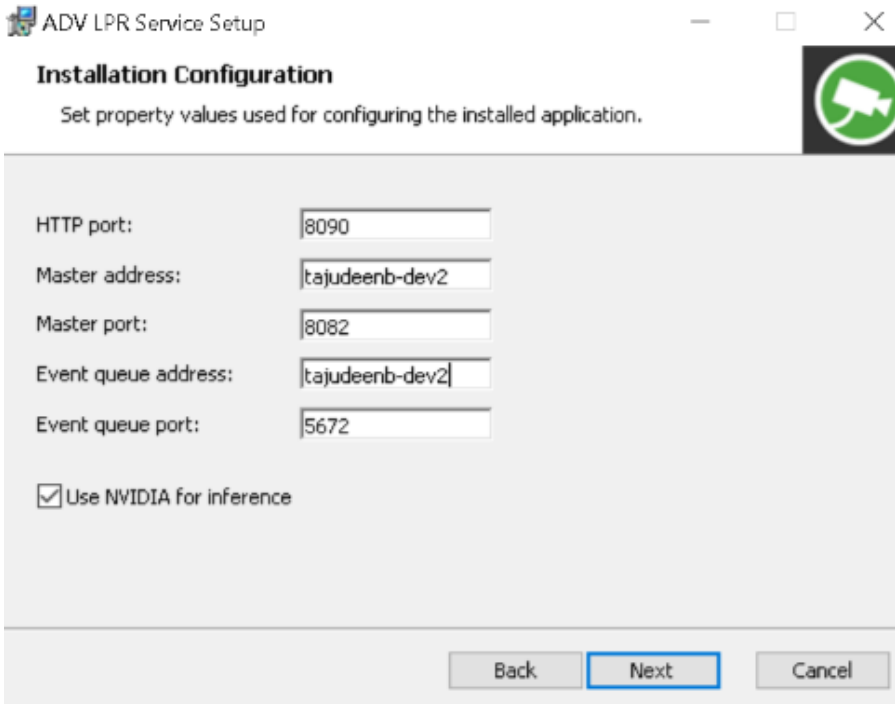 ADV LPR Service Setup
Installation Configuration
Set property values used for configuring the installed application.
HTTP port: 8090
Master address: tajudeenb-dev2
Master port: 8082
Event queue address: tajudeenb-dev2
Event queue port: 5672
Use NVIDIA for inference
Back Next Cancel